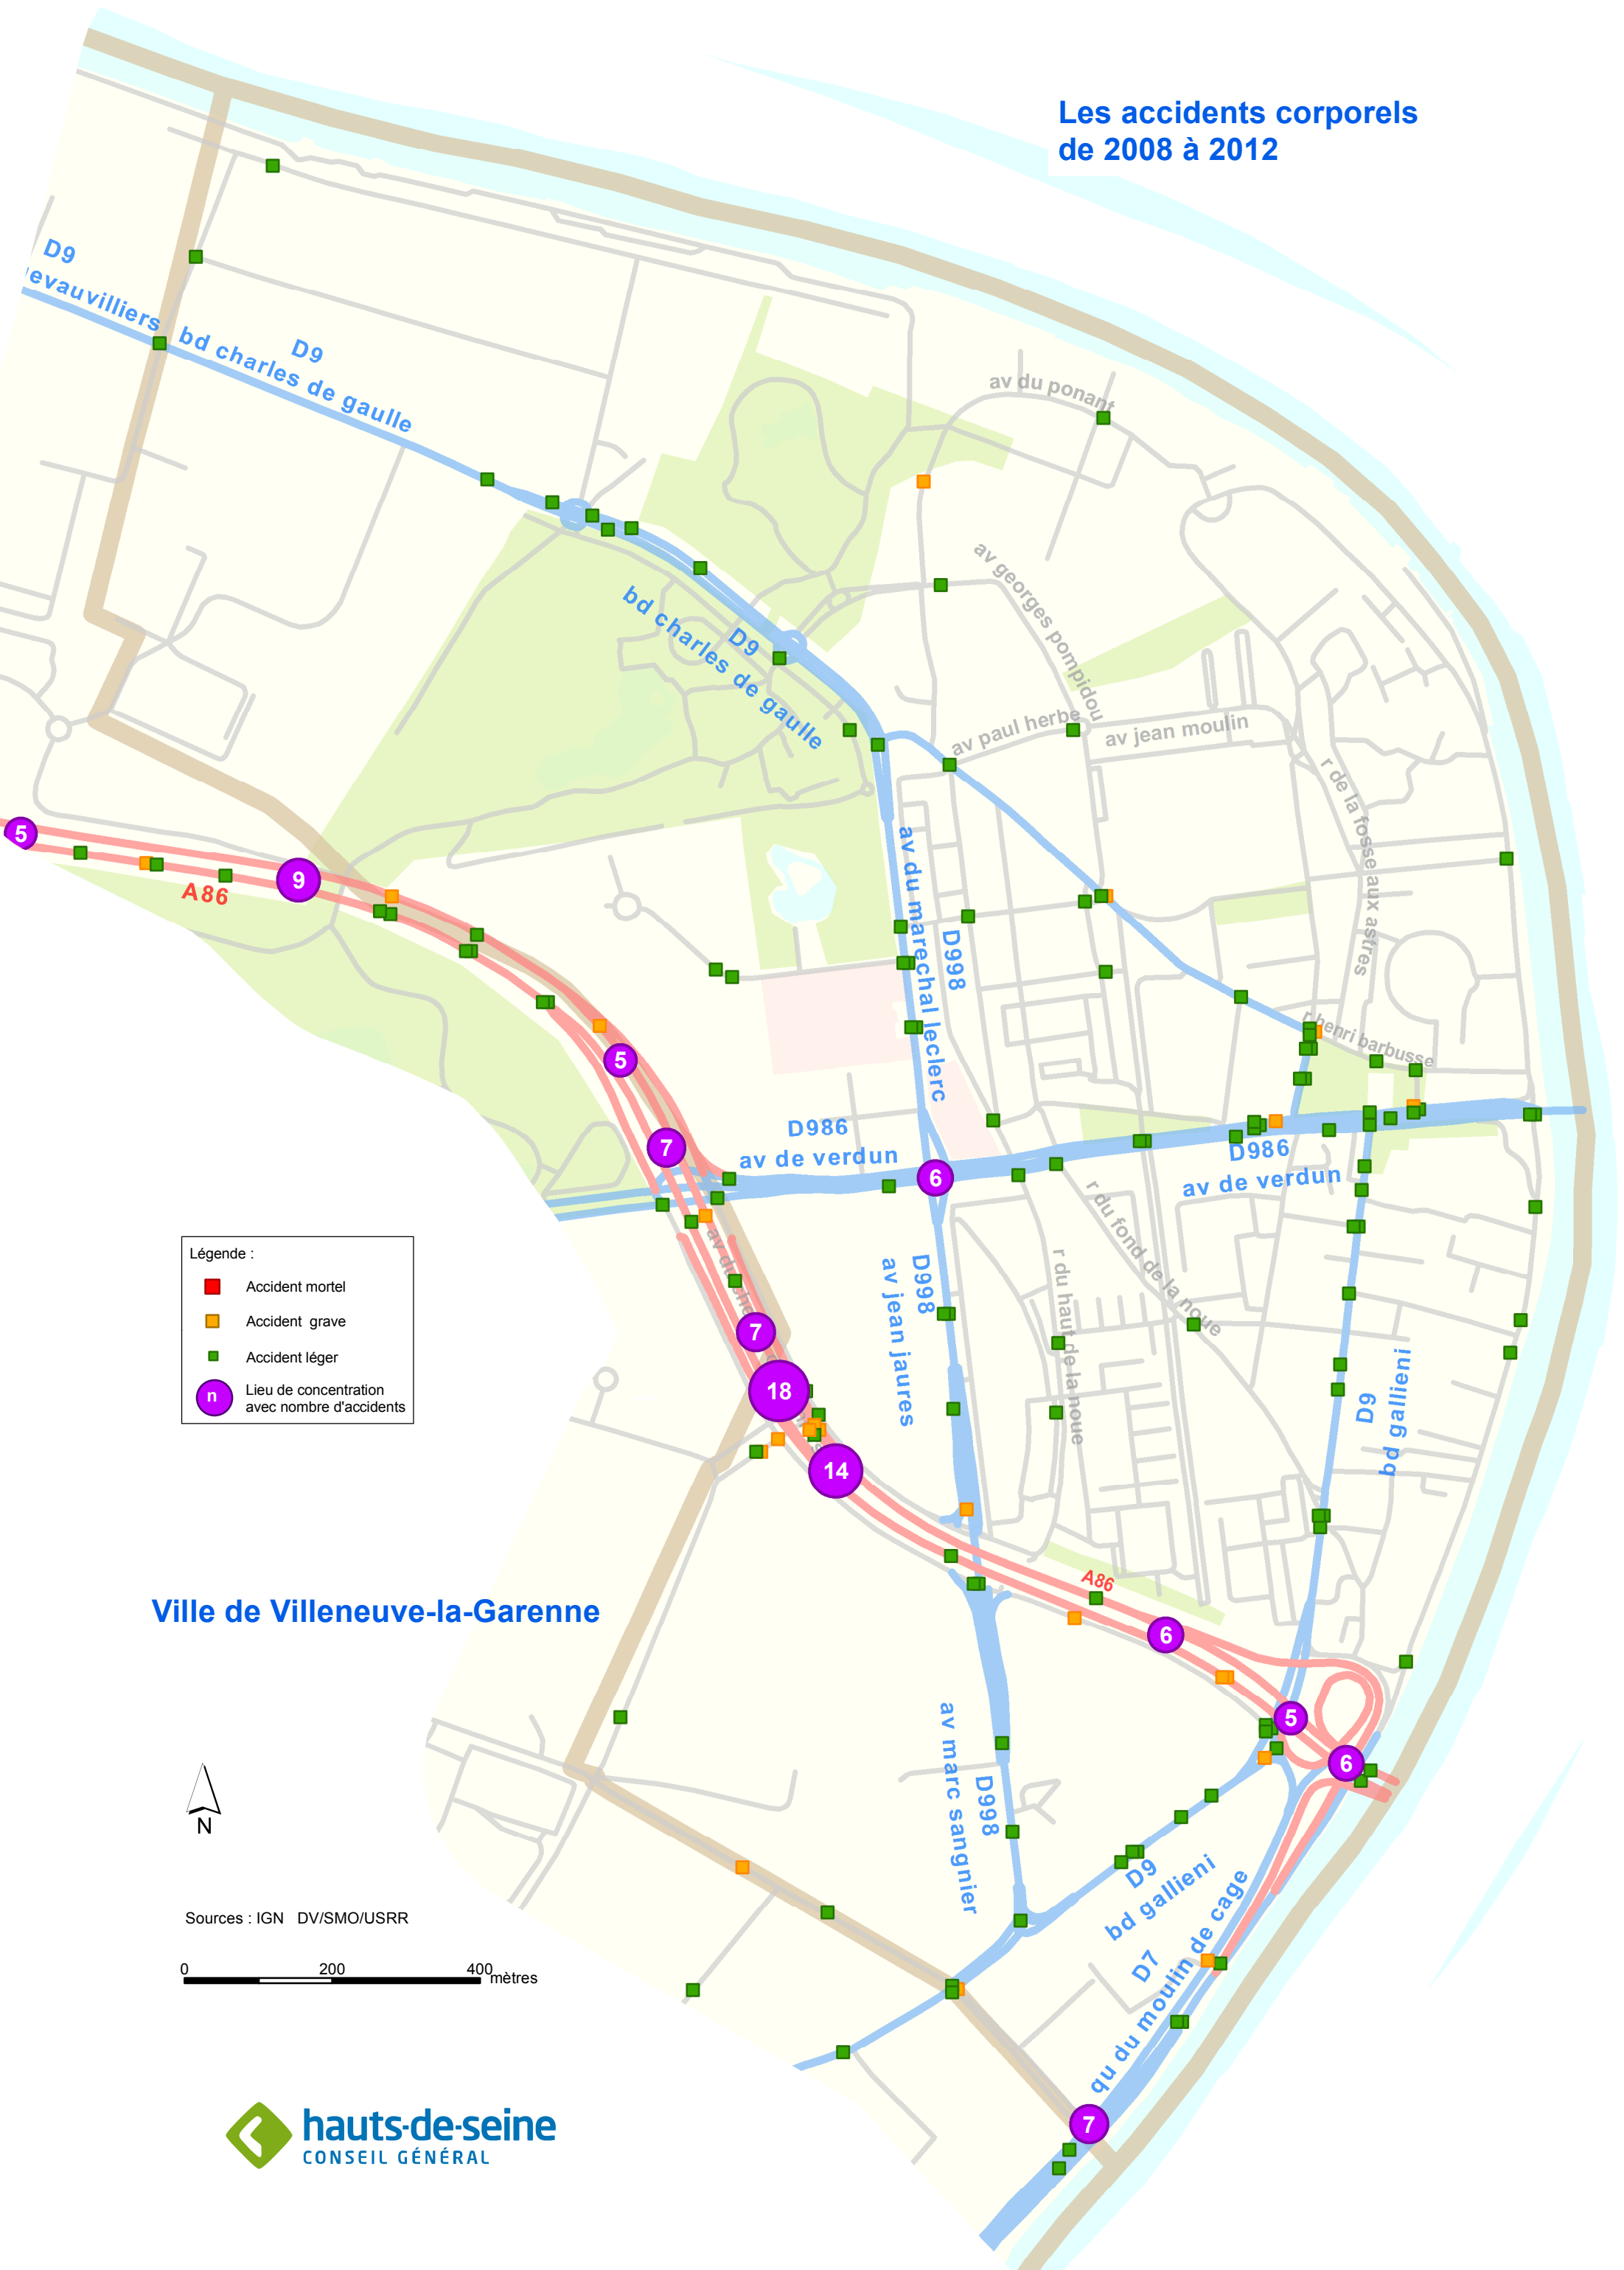 Les accidents corporels
de 2008 à 2012
D9
evauvilliers
D9
bd charles de gaulle
av du ponant
av georges pompidou
D9
bd charles de gaulle
av paul herbe
av jean moulin
r de la fosse aux astres
5
9
A86
av du marechal leclerc
D998
r henri barbusse
5
7
D986
av de verdun
6
D986
av de verdun
r du fond de la noue
r du haut de la noue
D998
av jean jaures
D9
bd gallieni
Légende :
Accident mortel
Accident grave
Accident léger
n
Lieu de concentration
avec nombre d'accidents
7
18
14
A86
6
5
6
Ville de Villeneuve-la-Garenne
av marc sangnier
D998
D9
bd gallieni
D7
qu du moulin de cage
7
N
Sources : IGN DV/SMO/USRR
0 200 400 mètres
hauts-de-seine
CONSEIL GÉNÉRAL